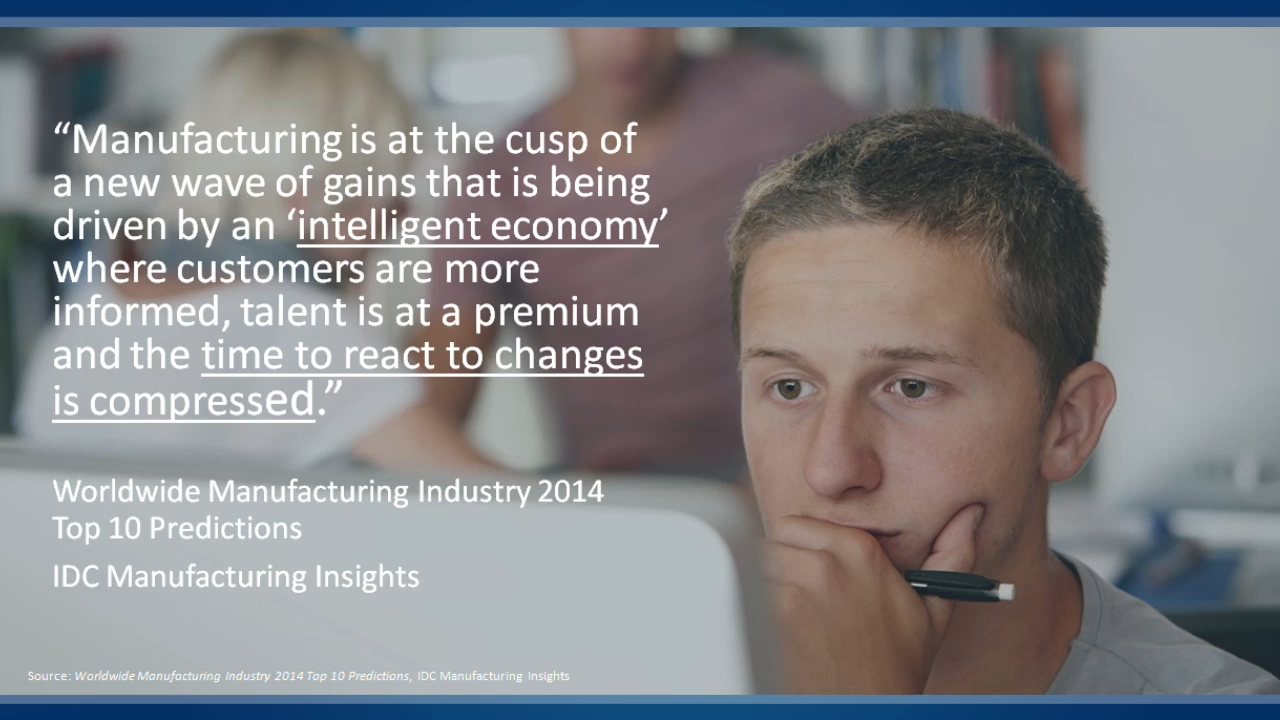 “Manufacturing is at the cusp of
a new wave of gains that is being
driven by an ‘intelligent economy’
where customers are more
informed, talent is at a premium
and the time to react to changes
is compressed.”
Worldwide Manufacturing Industry 2014
Top 10 Predictions
IDC Manufacturing Insights
Source: Worldwide Manufacturing Industry 2014 Top 10 Predictions, IDC Manufacturing Insights